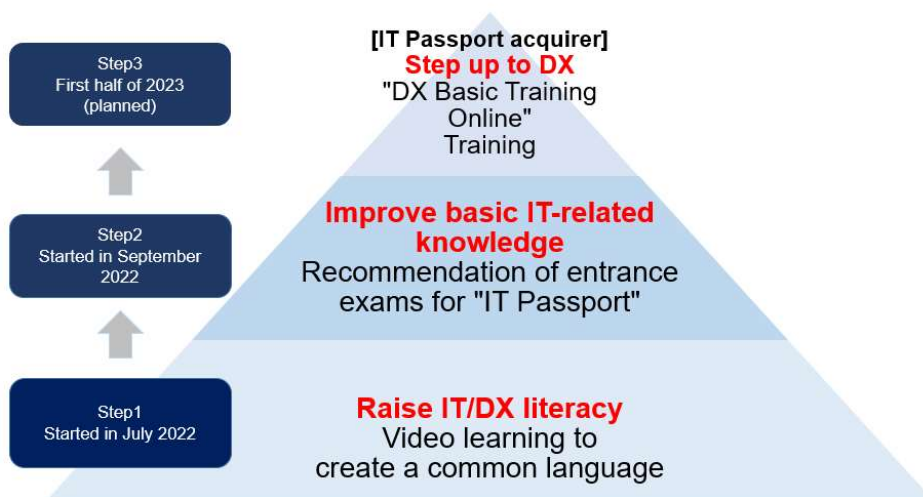 Step3
First half of 2023
(planned)
[IT Passport acquirer]
Step up to DX
"DX Basic Training
Online"
Training
Step2
Started in September
2022
Improve basic IT-related
knowledge
Recommendation of entrance
exams for "IT Passport"
Step1
Started in July 2022
Raise IT/DX literacy
Video learning to
create a common language